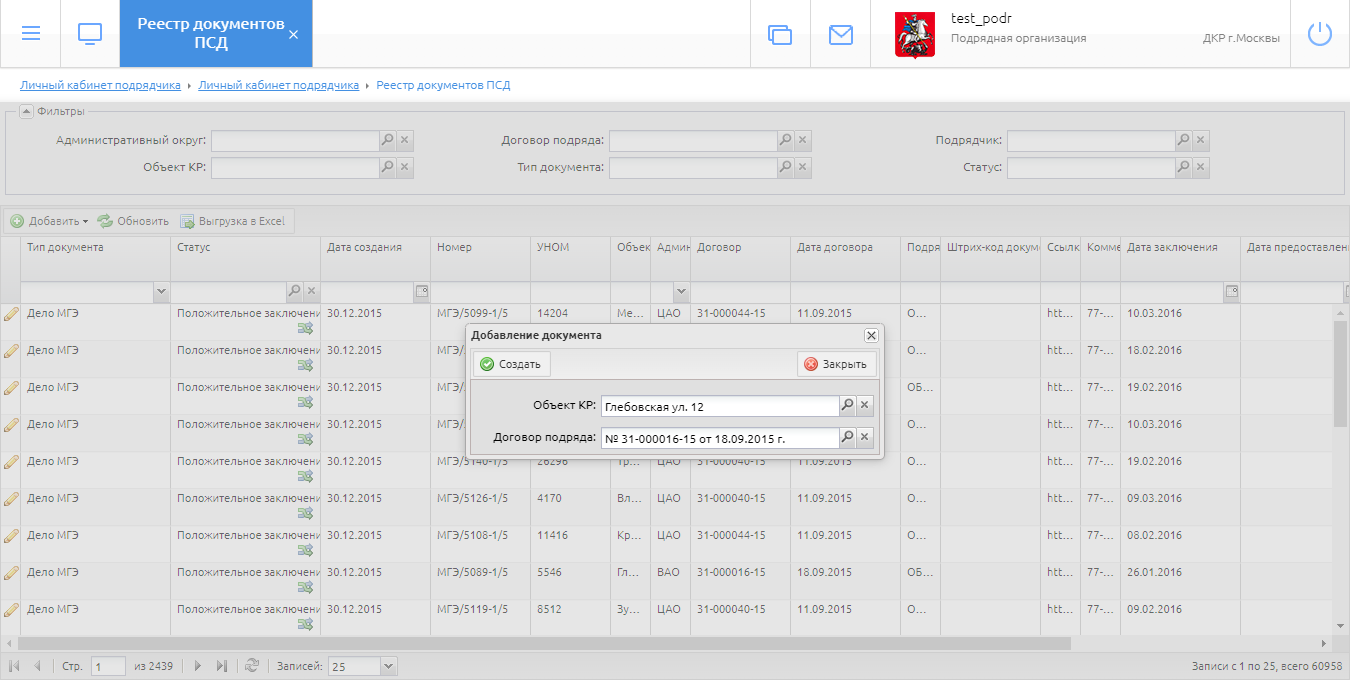 Реестр документов
ПСД
test_podr
Подрядная организация
ДКР г.Москвы
Личный кабинет подрядчика
Личный кабинет подрядчика
Реестр документов ПСД
Фильтры
Административный округ:
Договор подряда:
Подрядчик:
Объект КР:
Тип документа:
Статус:
Добавить
Обновить
Выгрузка в Excel
Тип документа Статус Дата создания Номер УНОМ Объек Админ Договор Дата договора Подря Штрих-код докум Ссылк Комме Дата заключения Дата предоставлен
Дело МГЭ Положительное заключени 30.12.2015 МГЭ/5099-1/5 14204 Ме... ЦАО 31-000044-15 11.09.2015 О... htt... 77-... 10.03.2016
Дело МГЭ Положительное заключени 30.12.2015 МГЭ/ О... htt... 77-... 18.02.2016
Дело МГЭ Положительное заключени 30.12.2015 МГЭ/ ОБ... htt... 77-... 19.02.2016
Дело МГЭ Положительное заключени 30.12.2015 МГЭ/ О... htt... 77-... 10.03.2016
Дело МГЭ Положительное заключени 30.12.2015 МГЭ/5140-1/5 26296 Тр... ЦАО 31-000040-15 11.09.2015 О... htt... 77-... 19.02.2016
Дело МГЭ Положительное заключени 30.12.2015 МГЭ/5126-1/5 4170 Вл... ЦАО 31-000040-15 11.09.2015 О... htt... 77-... 09.03.2016
Дело МГЭ Положительное заключени 30.12.2015 МГЭ/5108-1/5 11416 Кр... ЦАО 31-000044-15 11.09.2015 О... htt... 77-... 08.02.2016
Дело МГЭ Положительное заключени 30.12.2015 МГЭ/5089-1/5 5546 Гл... ВАО 31-000016-15 18.09.2015 ОБ... htt... 77-... 26.01.2016
Дело МГЭ Положительное заключени 30.12.2015 МГЭ/5119-1/5 8512 Зу... ЦАО 31-000040-15 11.09.2015 О... htt... 77-... 09.02.2016
Добавление документа
Создать
Закрыть
Объект КР: Глебовская ул. 12
Договор подряда: № 31-000016-15 от 18.09.2015 г.
Стр. 1 из 2439 Записей: 25
Записи с 1 по 25, всего 60958